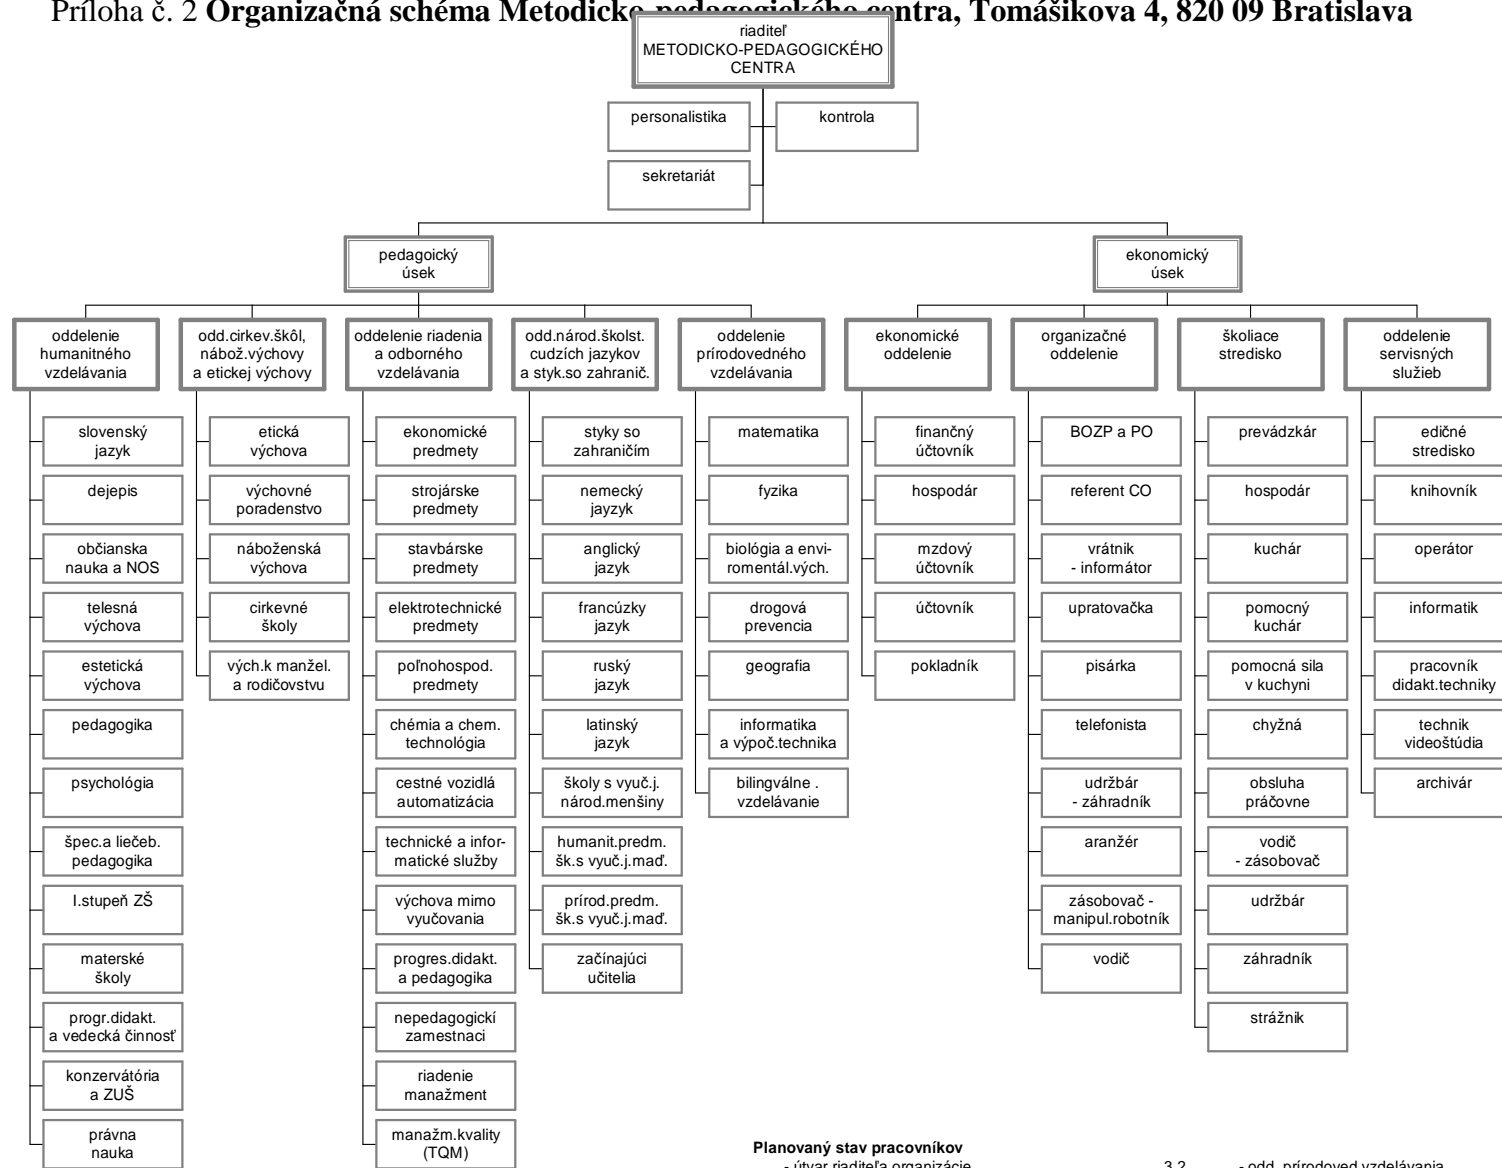 Príloha č. 2 Organizačná schéma Metodicko-pedagogického centra, Tomášikova 4, 820 09 Bratislava
riaditeľ
METODICKO-PEDAGOGICKÉHO
CENTRA
personalistika
kontrola
sekretariát
pedagoický
úsek
ekonomický
úsek
oddelenie
humanitného
vzdelávania
odd.cirkev.škôl,
nábož.výchovy
a etickej výchovy
oddelenie riadenia
a odborného
vzdelávania
odd.národ.školst.
cudzích jazykov
a styk.so zahranič.
oddelenie
prírodovedného
vzdelávania
ekonomické
oddelenie
organizačné
oddelenie
školiace
stredisko
oddelenie
servisných
služieb
slovenský
jazyk
dejepis
občianska
nauka a NOS
telesná
výchova
estetická
výchova
pedagogika
psychológia
špec.a liečeb.
pedagogika
I.stupeň ZŠ
materské
školy
progr.didakt.
a vedecká činnosť
konzervátória
a ZUŠ
právna
nauka
etická
výchova
výchovné
poradenstvo
náboženská
výchova
cirkevné
školy
vých.k manžel.
a rodičovstvu
ekonomické
predmety
strojárske
predmety
stavbárske
predmety
elektrotechnické
predmety
poľnohospod.
predmety
chémia a chem.
technológia
cestné vozidlá
automatizácia
technické a infor-
matické služby
výchova mimo
vyučovania
progres.didakt.
a pedagogika
nepedagogickí
zamestnaci
riadenie
manažment
manažm.kvality
(TQM)
styky so
zahraničím
nemecký
jayzyk
anglický
jazyk
francúzky
jazyk
ruský
jazyk
latinský
jazyk
školy s vyuč.j.
národ.menšiny
humanit.predm.
šk.s vyuč.j.maď.
prírod.predm.
šk.s vyuč.j.maď.
začínajúci
učitelia
matematika
fyzika
biológia a envi-
romentál.vých.
drogová
prevencia
geografia
informatika
a výpoč.technika
bilingválne .
vzdelávanie
finančný
účtovník
hospodár
mzdový
účtovník
účtovník
pokladník
BOZP a PO
referent CO
vrátnik
- informátor
upratovačka
pisárka
telefonista
udržbár
- záhradník
aranžér
zásobovač -
manipul.robotník
vodič
prevádzkár
hospodár
kuchár
pomocný
kuchár
pomocná sila
v kuchyni
chyžná
obsluha
práčovne
vodič
- zásobovač
udržbár
záhradník
strážnik
edičné
stredisko
knihovník
operátor
informatik
pracovník
didakt.techniky
technik
videoštúdia
archivár
Planovaný stav pracovníkov
- útvar riaditeľa organizácie 3,2 - odd. prírodoved.vzdelávania